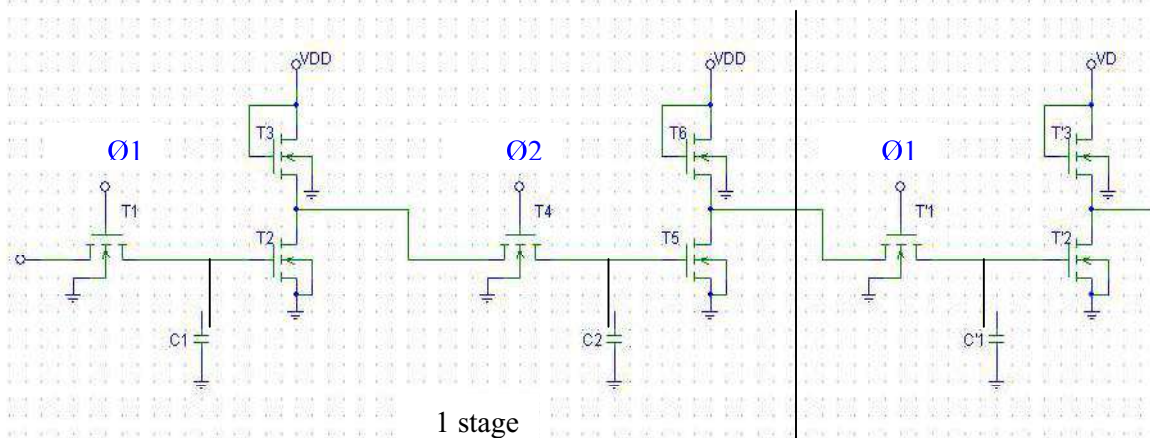 VDD VDD VD
T3 T6 T'3
Ø1 Ø2 Ø1
T1 T4 T'1
T2 T5 T'2
C1 C2 C'1
1 stage